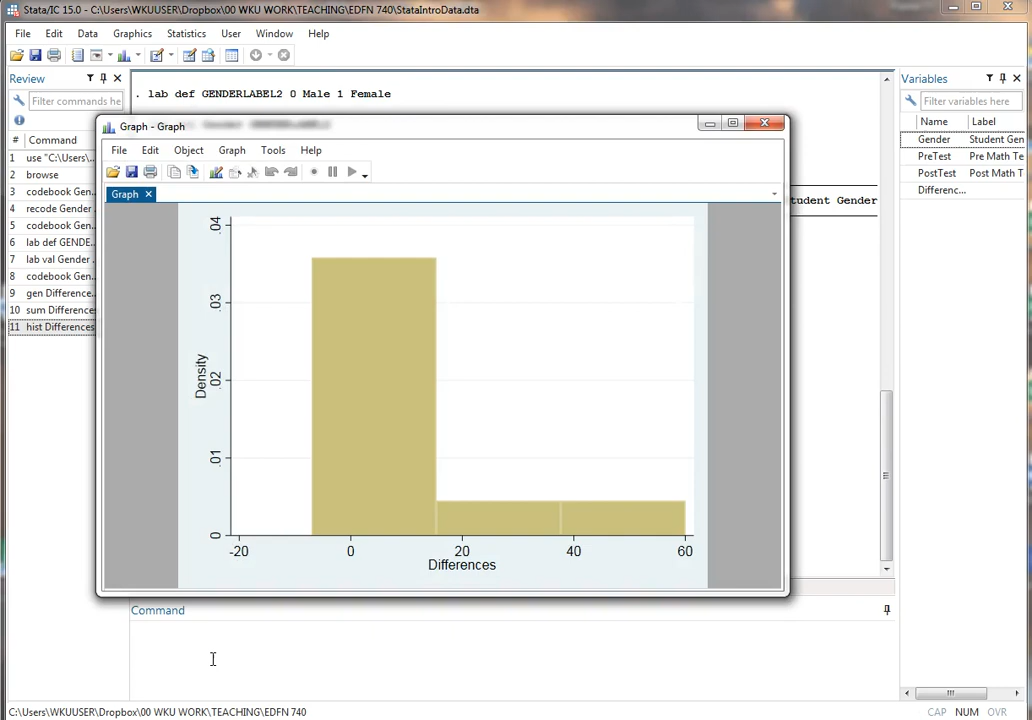 Stata/IC 15.0 - C:\Users\WKUUSER\Dropbox\00 WKU WORK\TEACHING\EDFN 740\StataIntroData.dta
File Edit Data Graphics Statistics User Window Help
Review
Filter commands he
# Command
1 use "C:\Users\...
2 browse
3 codebook Gen...
4 recode Gender ...
5 codebook Gen...
6 lab def GENDE...
7 lab val Gender ...
8 codebook Gen...
9 gen Difference...
10 sum Differences
11 hist Differences
. lab def GENDERLABEL2 0 Male 1 Female
tudent Gender
Graph - Graph
File Edit Object Graph Tools Help
Graph
Density
.04
.03
.02
.01
0
-20 0 20 40 60
Differences
Command
Variables
Filter variables here
Name Label
Gender Student Gen
PreTest Pre Math Te
PostTest Post Math T
Differenc...
C:\Users\WKUUSER\Dropbox\00 WKU WORK\TEACHING\EDFN 740
CAP NUM OVR